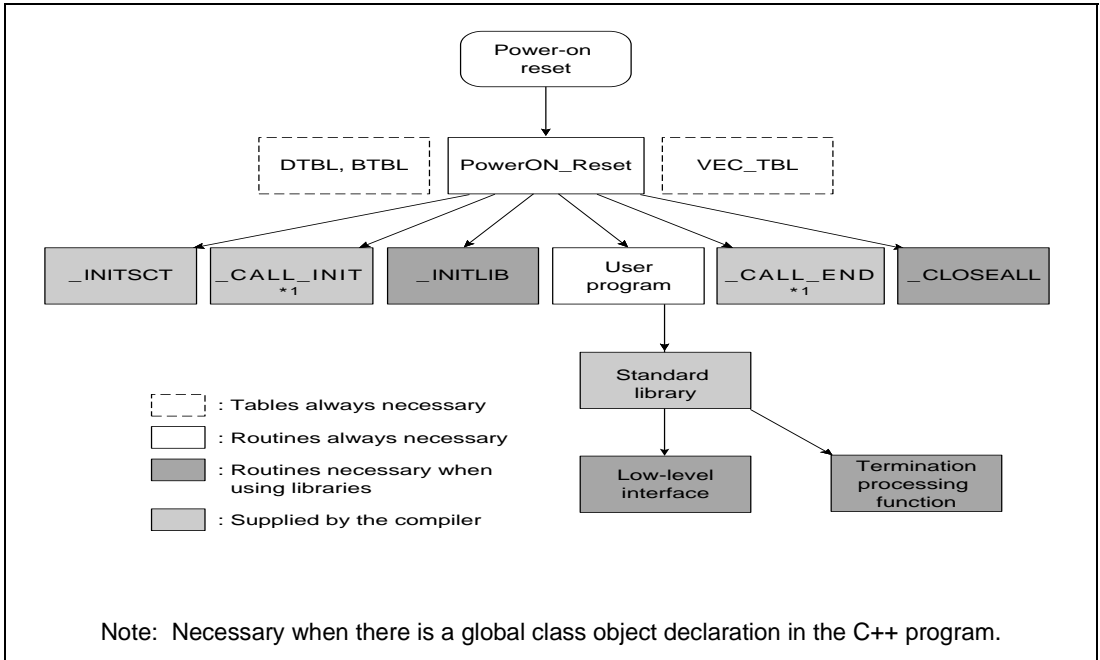 Power-on
reset
DTBL, BTBL
PowerON_Reset
VEC_TBL
_INITSCT
_CALL_INIT
*1
_INITLIB
User
program
_CALL_END
*1
_CLOSEALL
Standard
library
Low-level
interface
Termination
processing
function
: Tables always necessary
: Routines always necessary
: Routines necessary when
using libraries
: Supplied by the compiler
Note: Necessary when there is a global class object declaration in the C++ program.